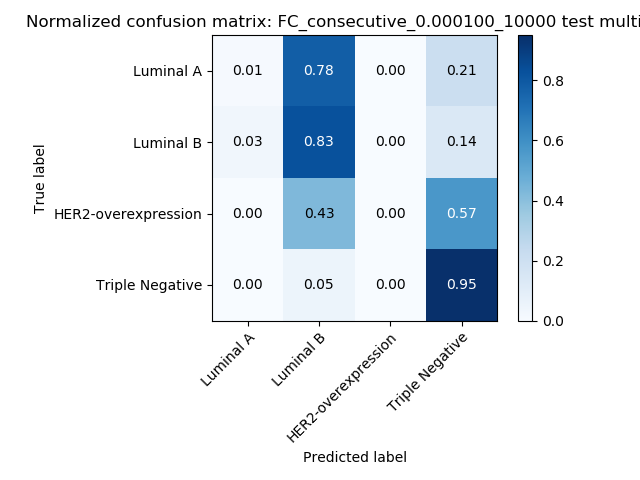 Normalized confusion matrix: FC_consecutive_0.000100_10000 test multi
Luminal A 0.01 0.78 0.00 0.21
Luminal B 0.03 0.83 0.00 0.14
HER2-overexpression 0.00 0.43 0.00 0.57
Triple Negative 0.00 0.05 0.00 0.95
True label
Luminal A
Luminal B
HER2-overexpression
Triple Negative
Predicted label
0.8
0.6
0.4
0.2
0.0